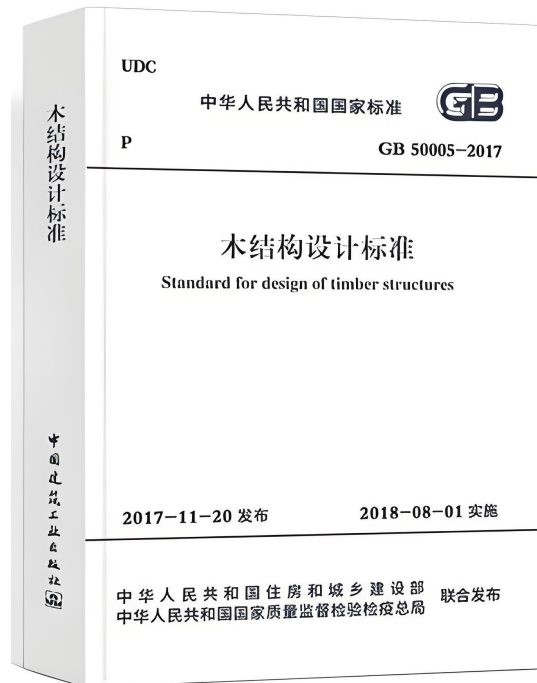 木结构设计标准
中国建筑工业出版社
UDC
中华人民共和国国家标准
GB
P
GB 50005-2017
木结构设计标准
Standard for design of timber structures
2017-11-20 发布
2018-08-01 实施
中华人民共和国住房和城乡建设部
中华人民共和国国家质量监督检验检疫总局
联合发布